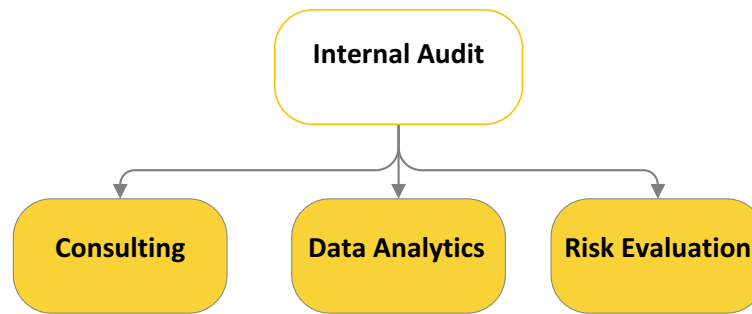 Internal Audit
Consulting
Data Analytics
Risk Evaluation